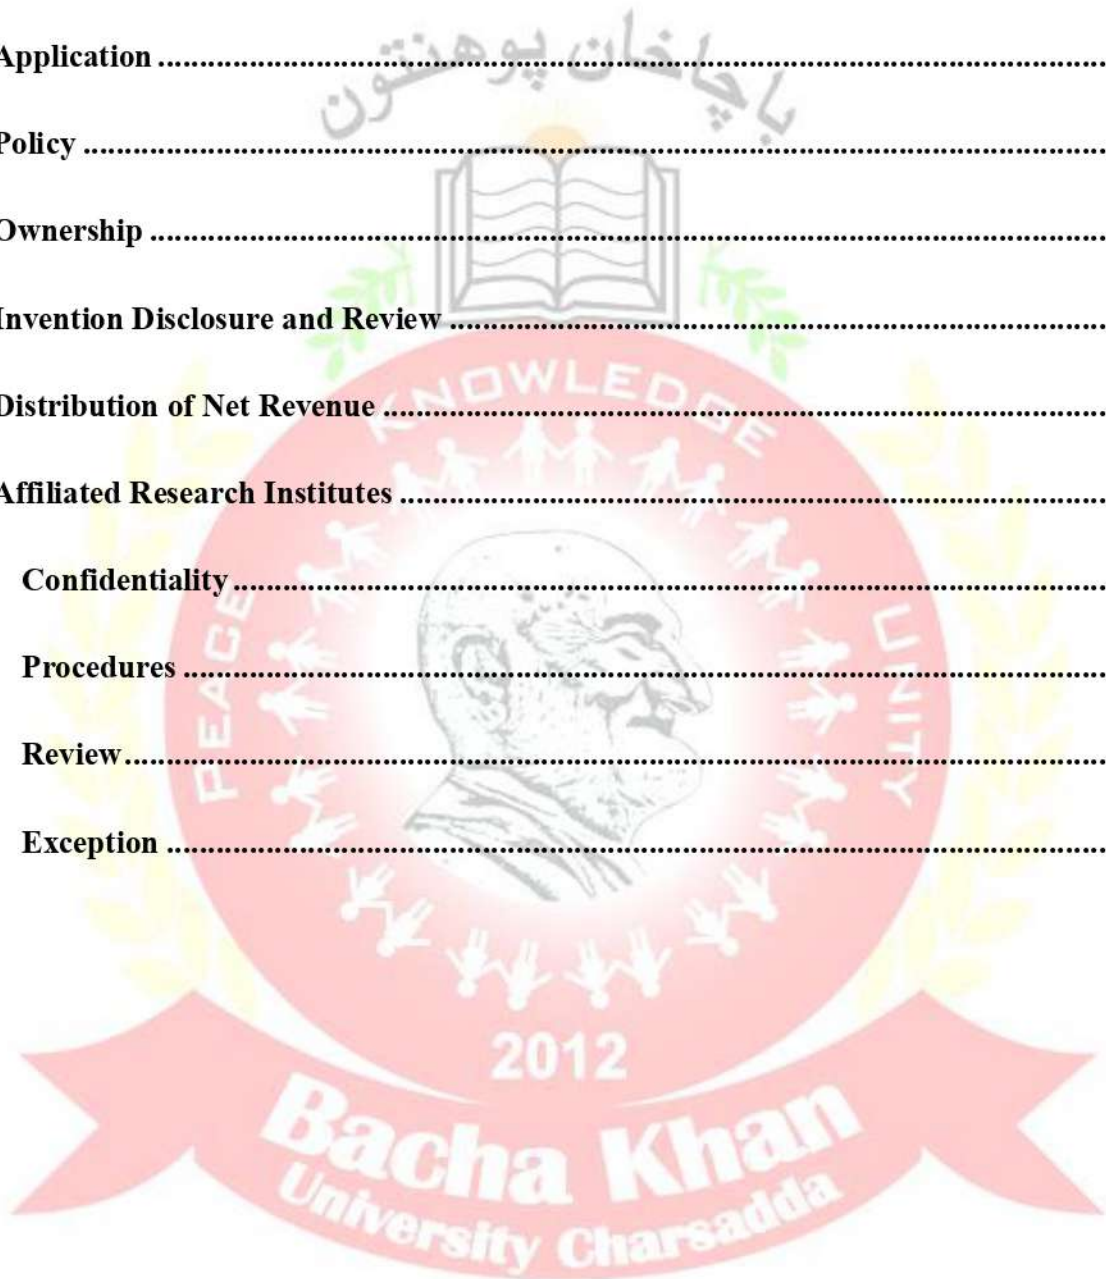 باچاخان پوهنتون
Application ........................................................................................................................
Policy ........................................................................................................................
Ownership ........................................................................................................................
Invention Disclosure and Review ........................................................................................
Distribution of Net Revenue ........................................................................................
Affiliated Research Institutes ........................................................................................
Confidentiality ........................................................................................................
Procedures ........................................................................................................
Review ........................................................................................................
Exception ........................................................................................................
KNOWLEDGE
PEACE
UNITY
2012
Bacha Khan
University Charsadda